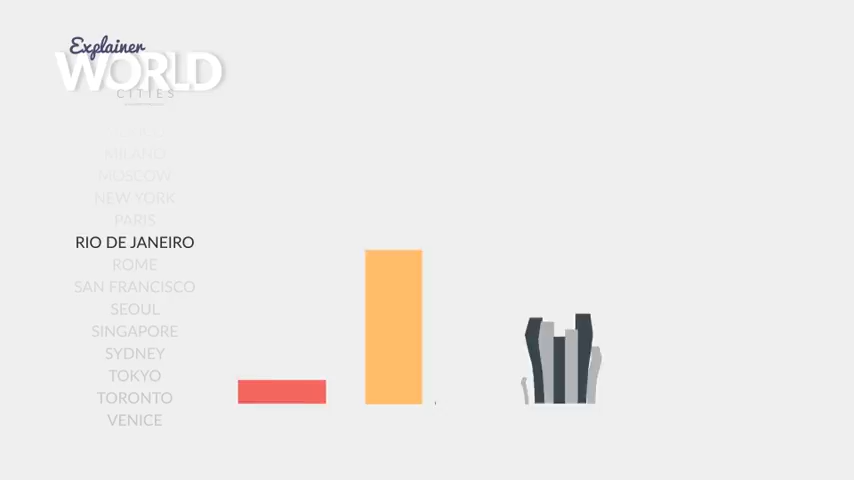 Explainer
WORLD
CITIES
MILANO
MOSCOW
NEW YORK
PARIS
RIO DE JANEIRO
ROME
SAN FRANCISCO
SEOUL
SINGAPORE
SYDNEY
TOKYO
TORONTO
VENICE